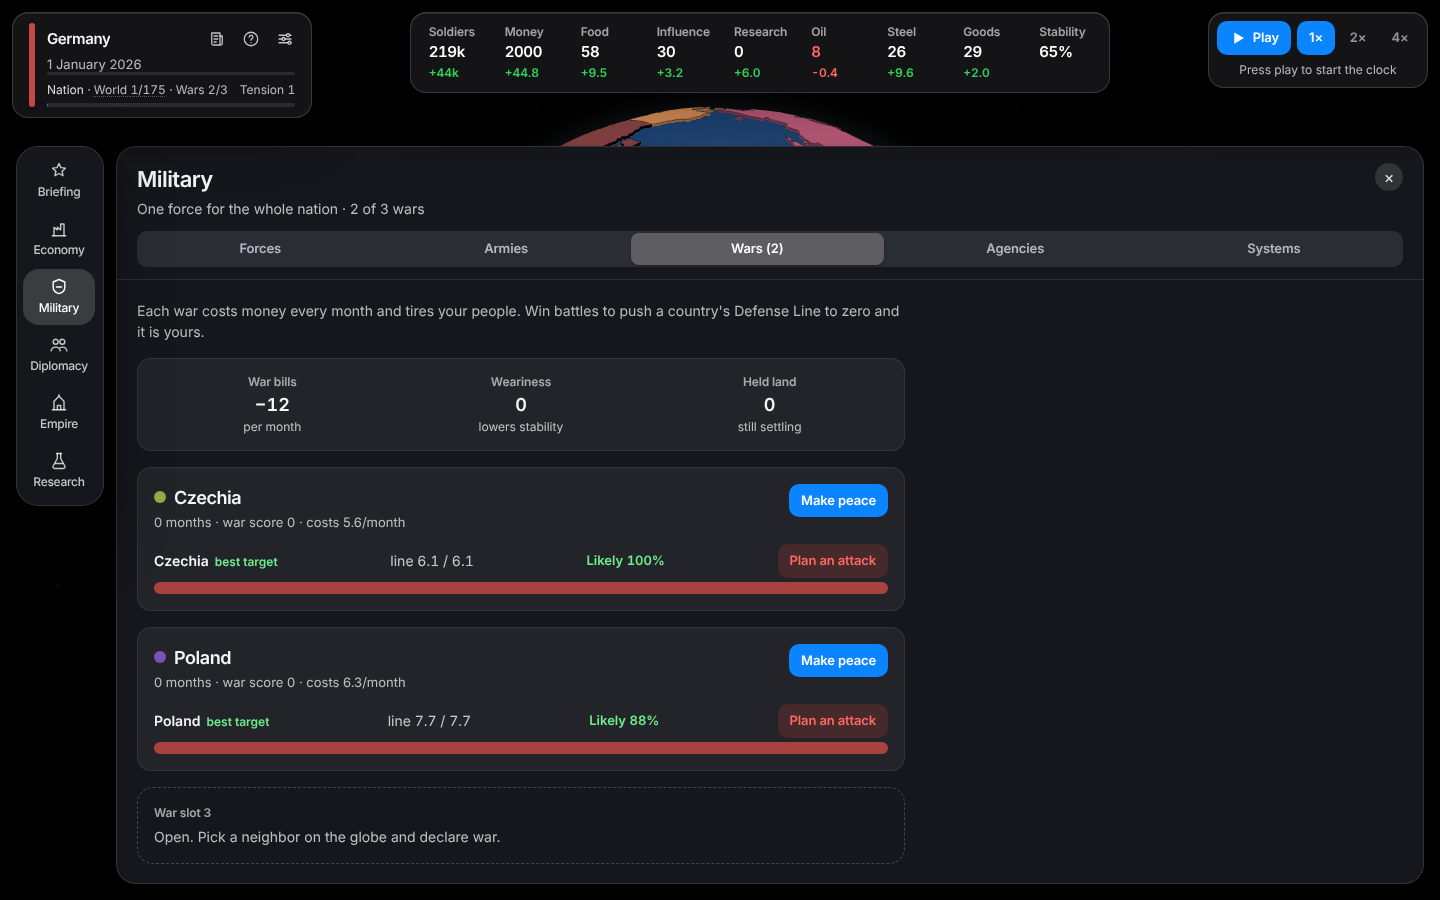 Germany
1 January 2026
Nation · World 1/175 · Wars 2/3 Tension 1
Soldiers Money Food Influence Research Oil Steel Goods Stability
219k 2000 58 30 0 8 26 29 65%
+44k +44.8 +9.5 +3.2 +6.0 -0.4 +9.6 +2.0
Play 1× 2× 4×
Press play to start the clock
Briefing
Economy
Military
Diplomacy
Empire
Research
Military
One force for the whole nation · 2 of 3 wars
Forces Armies Wars (2) Agencies Systems
Each war costs money every month and tires your people. Win battles to push a country's Defense Line to zero and
it is yours.
War bills Weariness Held land
−12 0 0
per month lowers stability still settling
Czechia Make peace
0 months · war score 0 · costs 5.6/month
Czechia best target line 6.1 / 6.1 Likely 100% Plan an attack
Poland Make peace
0 months · war score 0 · costs 6.3/month
Poland best target line 7.7 / 7.7 Likely 88% Plan an attack
War slot 3
Open. Pick a neighbor on the globe and declare war.